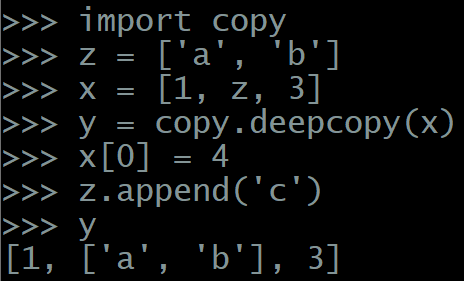 >>> import copy
>>> z = ['a', 'b']
>>> x = [1, z, 3]
>>> y = copy.deepcopy(x)
>>> x[0] = 4
>>> z.append('c')
>>> y
[1, ['a', 'b'], 3]